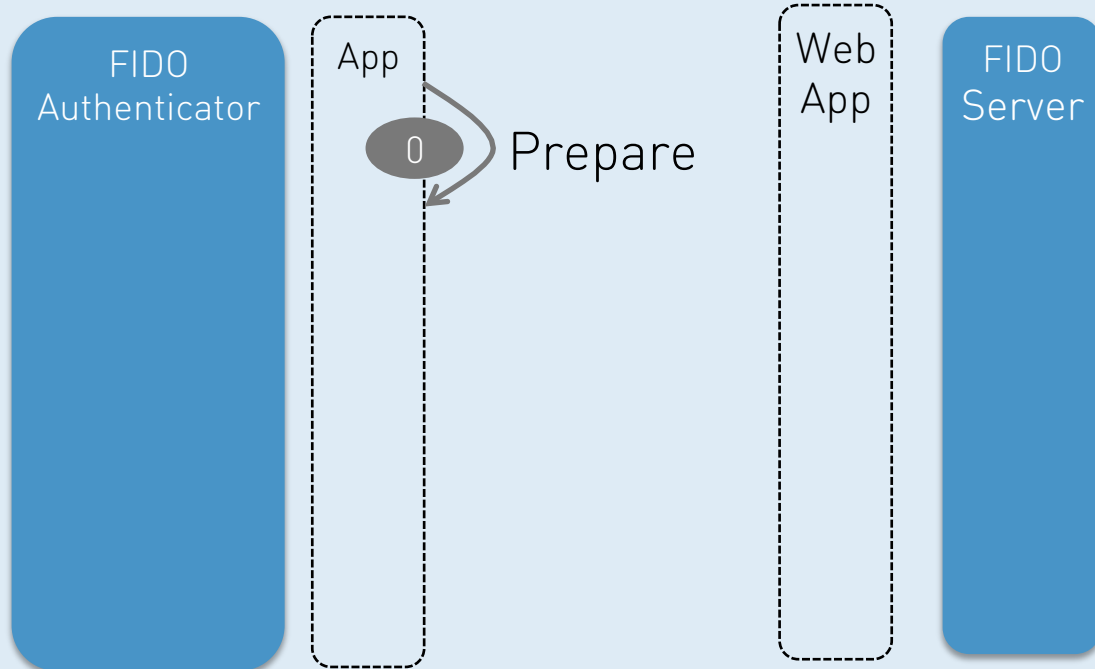 FIDO
Authenticator
App
0
Prepare
Web
App
FIDO
Server